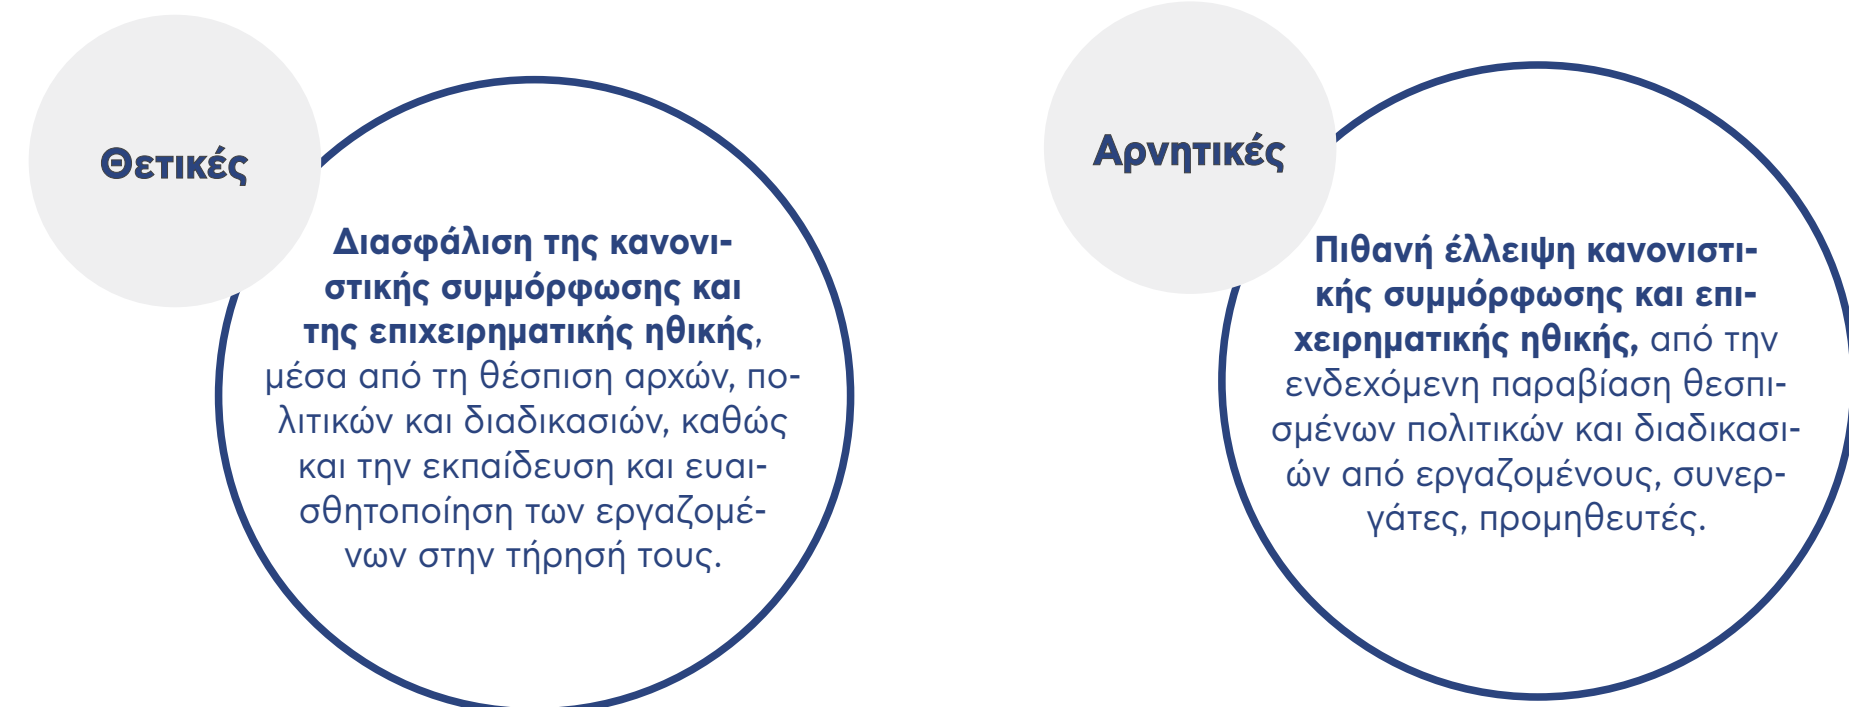 Θετικές
Διασφάλιση της κανονι-
στικής συμμόρφωσης και
της επιχειρηματικής ηθικής,
μέσα από τη θέσπιση αρχών, πο-
λιτικών και διαδικασιών, καθώς
και την εκπαίδευση και ευαι-
σθητοποίηση των εργαζομέ-
νων στην τήρησή τους.
Αρνητικές
Πιθανή έλλειψη κανονιστι-
κής συμμόρφωσης και επι-
χειρηματικής ηθικής, από την
ενδεχόμενη παραβίαση θεσπι-
σμένων πολιτικών και διαδικασι-
ών από εργαζομένους, συνερ-
γάτες, προμηθευτές.